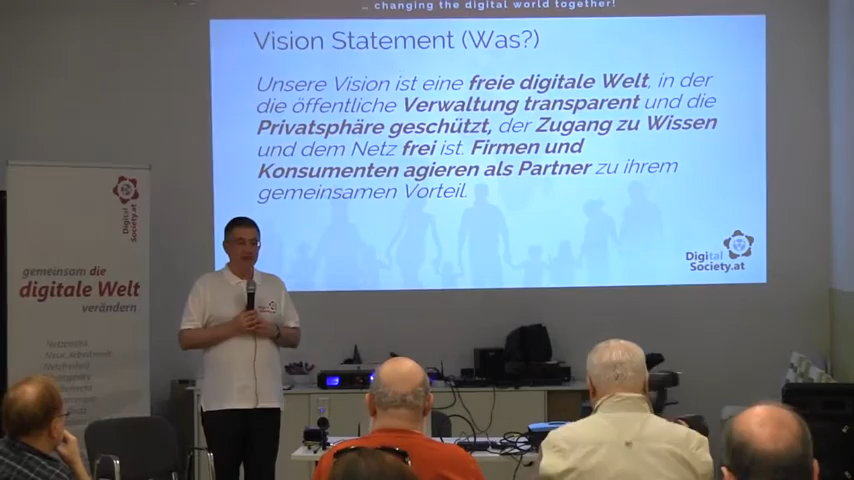 … changing the digital world together!
Vision Statement (Was?)
Unsere Vision ist eine freie digitale Welt, in der
die öffentliche Verwaltung transparent und die
Privatsphäre geschützt, der Zugang zu Wissen
und dem Netz frei ist. Firmen und
Konsumenten agieren als Partner zu ihrem
gemeinsamen Vorteil.
Digital
Society.at
Digital
Society.at
gemeinsam die
digitale Welt
verändern